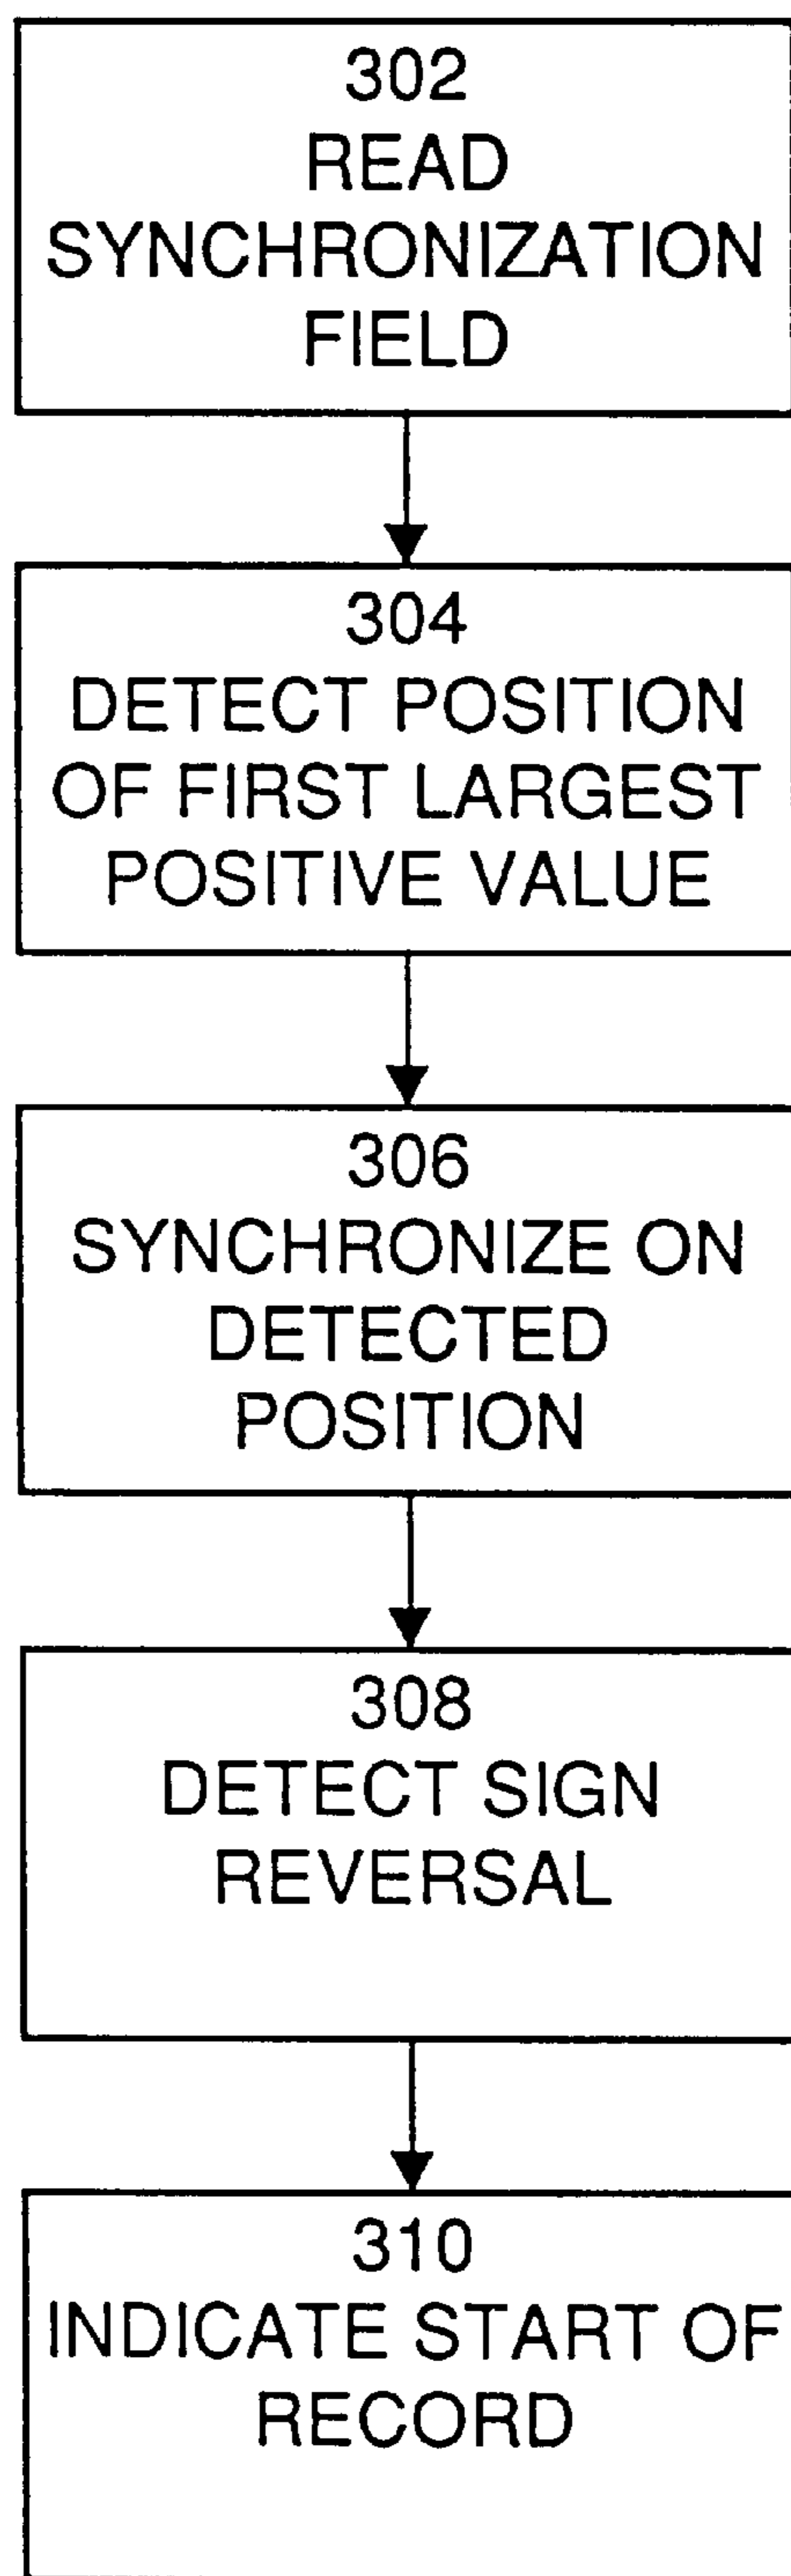 302
READ
SYNCHRONIZATION
FIELD
304
DETECT POSITION
OF FIRST LARGEST
POSITIVE VALUE
306
SYNCHRONIZE ON
DETECTED
POSITION
308
DETECT SIGN
REVERSAL
310
INDICATE START OF
RECORD